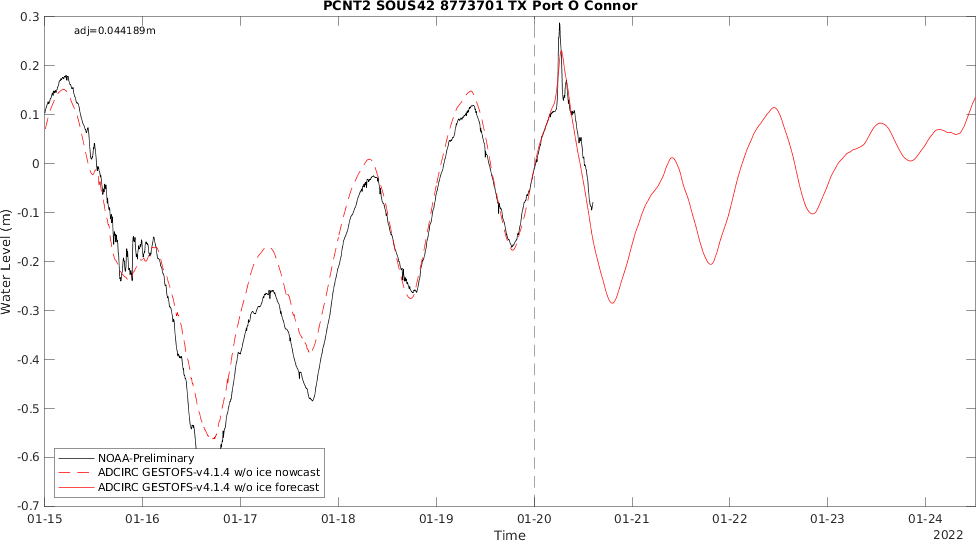 PCNT2 SOUS42 8773701 TX Port O Connor
adj=0.044189m
0.3
0.2
0.1
0
-0.1
-0.2
-0.3
-0.4
-0.5
-0.6
-0.7
Water Level (m)
NOAA-Preliminary
ADCIRC GESTOFS-v4.1.4 w/o ice nowcast
ADCIRC GESTOFS-v4.1.4 w/o ice forecast
01-15 01-16 01-17 01-18 01-19 01-20 01-21 01-22 01-23 01-24
Time
2022